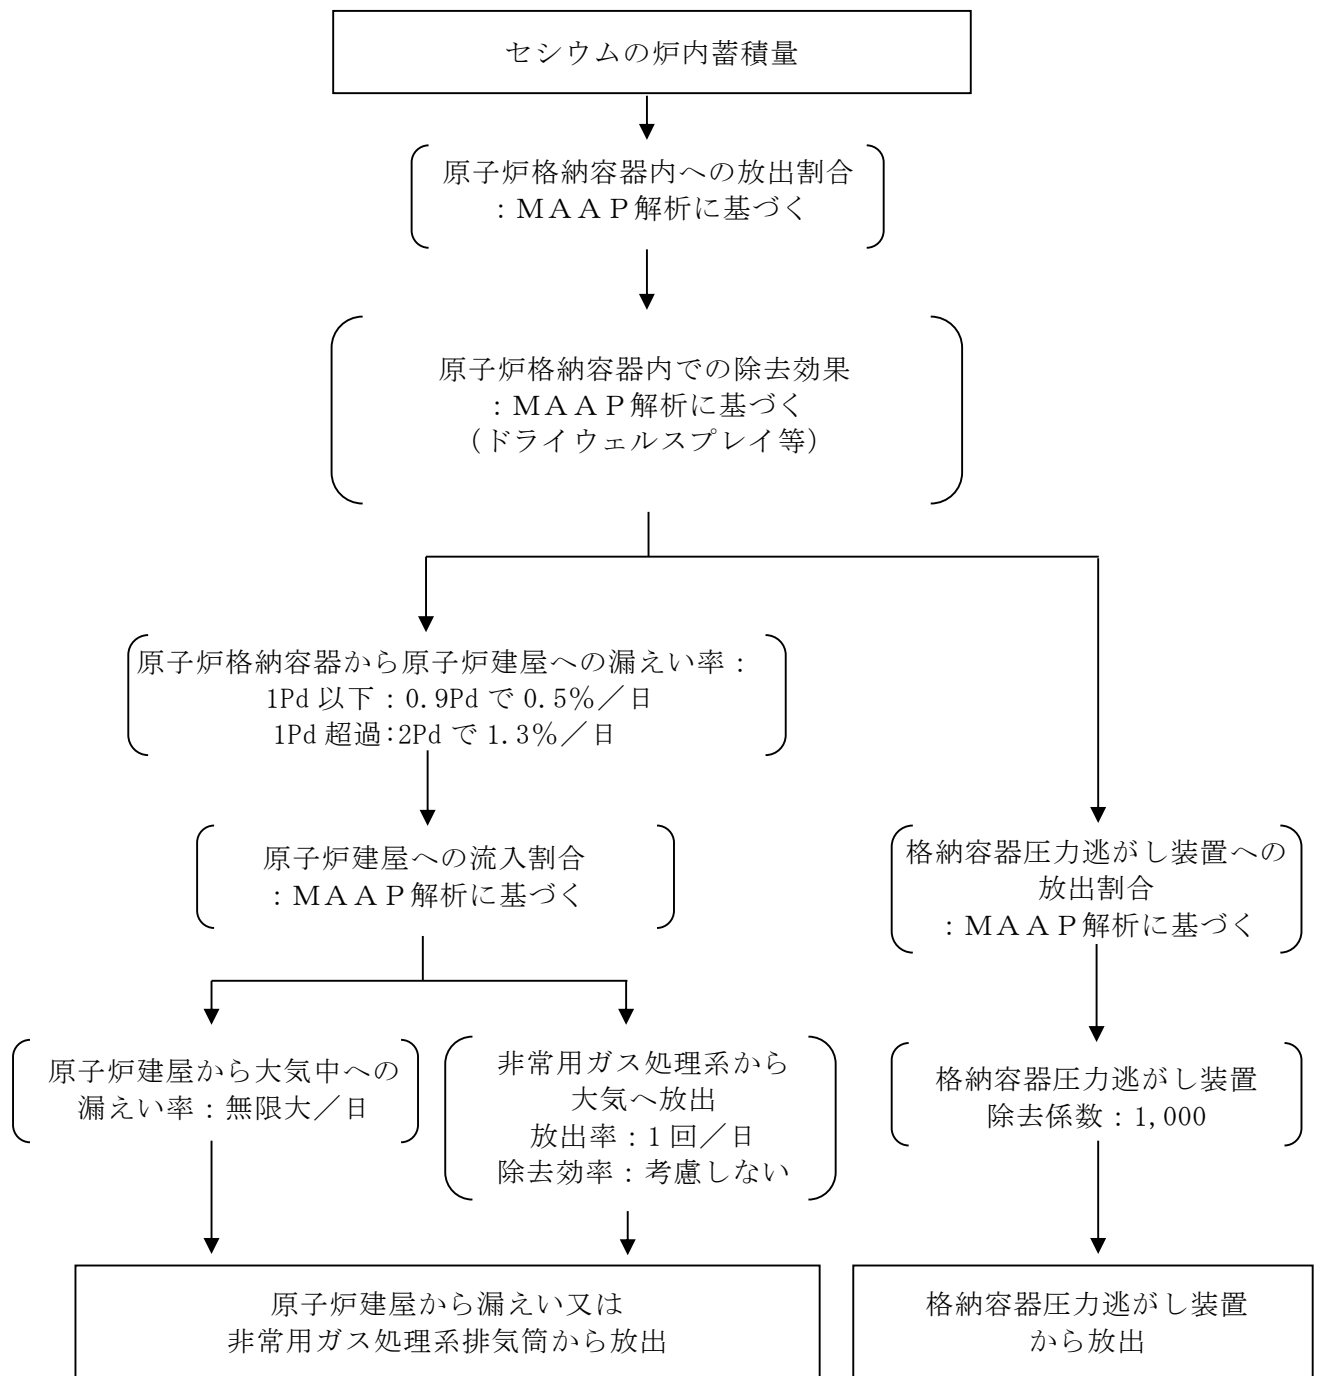 セシウムの炉内蓄積量
原子炉格納容器内への放出割合
：ＭＡＡＰ解析に基づく
原子炉格納容器内での除去効果
：ＭＡＡＰ解析に基づく
（ドライウェルスプレイ等）
原子炉格納容器から原子炉建屋への漏えい率：
1Pd 以下：0.9Pd で 0.5％／日
1Pd 超過：2Pd で 1.3％／日
原子炉建屋への流入割合
：ＭＡＡＰ解析に基づく
格納容器圧力逃がし装置への
放出割合
：ＭＡＡＰ解析に基づく
原子炉建屋から大気中への
漏えい率：無限大／日
非常用ガス処理系から
大気へ放出
放出率：1 回／日
除去効率：考慮しない
格納容器圧力逃がし装置
除去係数：1,000
原子炉建屋から漏えい又は
非常用ガス処理系排気筒から放出
格納容器圧力逃がし装置
から放出